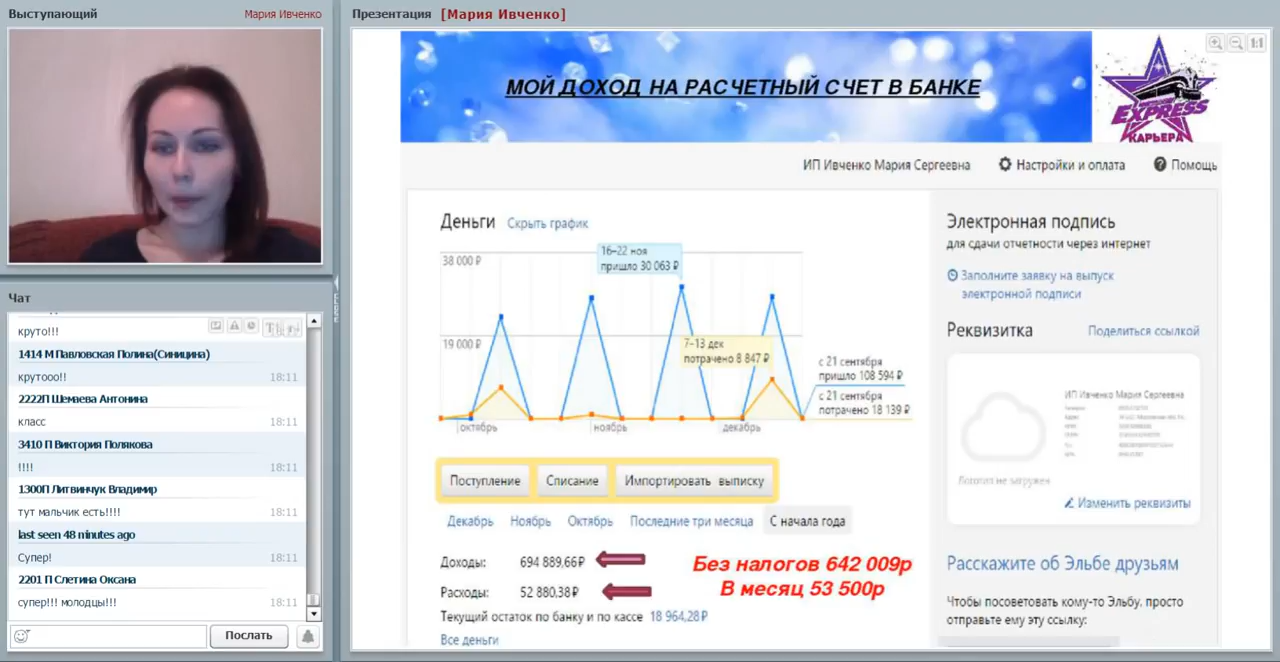 Выступающий
Мария Ивченко
Чат
круто!!!
1414 М Павловская Полина(Синицина)
крутооо!!
18:11
2222П Шемаева Антонина
класс
18:11
3410 П Виктория Полякова
!!!!
18:11
1300П Литвинчук Владимир
тут мальчик есть!!!!
18:11
last seen 48 minutes ago
Супер!
18:11
2201 П Слетина Оксана
супер!!! молодцы!!!
18:11
Послать
Презентация [Мария Ивченко]
1:1
МОЙ ДОХОД НА РАСЧЕТНЫЙ СЧЕТ В БАНКЕ
EXPRESS
КАРЬЕРА
ИП Ивченко Мария Сергеевна
Настройки и оплата
Помощь
Деньги
Скрыть график
38 000 ₽
19 000 ₽
16–22 ноя
пришло 30 063 ₽
7–13 дек
потрачено 8 847 ₽
с 21 сентября
пришло 108 594 ₽
с 21 сентября
потрачено 18 139 ₽
октябрь
ноябрь
декабрь
Поступление
Списание
Импортировать выписку
Декабрь
Ноябрь
Октябрь
Последние три месяца
С начала года
Доходы: 694 889,66₽
Расходы: 52 880,38₽
Без налогов 642 009р
В месяц 53 500р
Текущий остаток по банку и по кассе 18 964,28₽
Все деньги
Электронная подпись
для сдачи отчетности через интернет
Заполните заявку на выпуск
электронной подписи
Реквизитка
Поделиться ссылкой
ИП Ивченко Мария Сергеевна
Логотип не загружен
Изменить реквизиты
Расскажите об Эльбе друзьям
Чтобы посоветовать кому-то Эльбу, просто
отправьте ему эту ссылку: